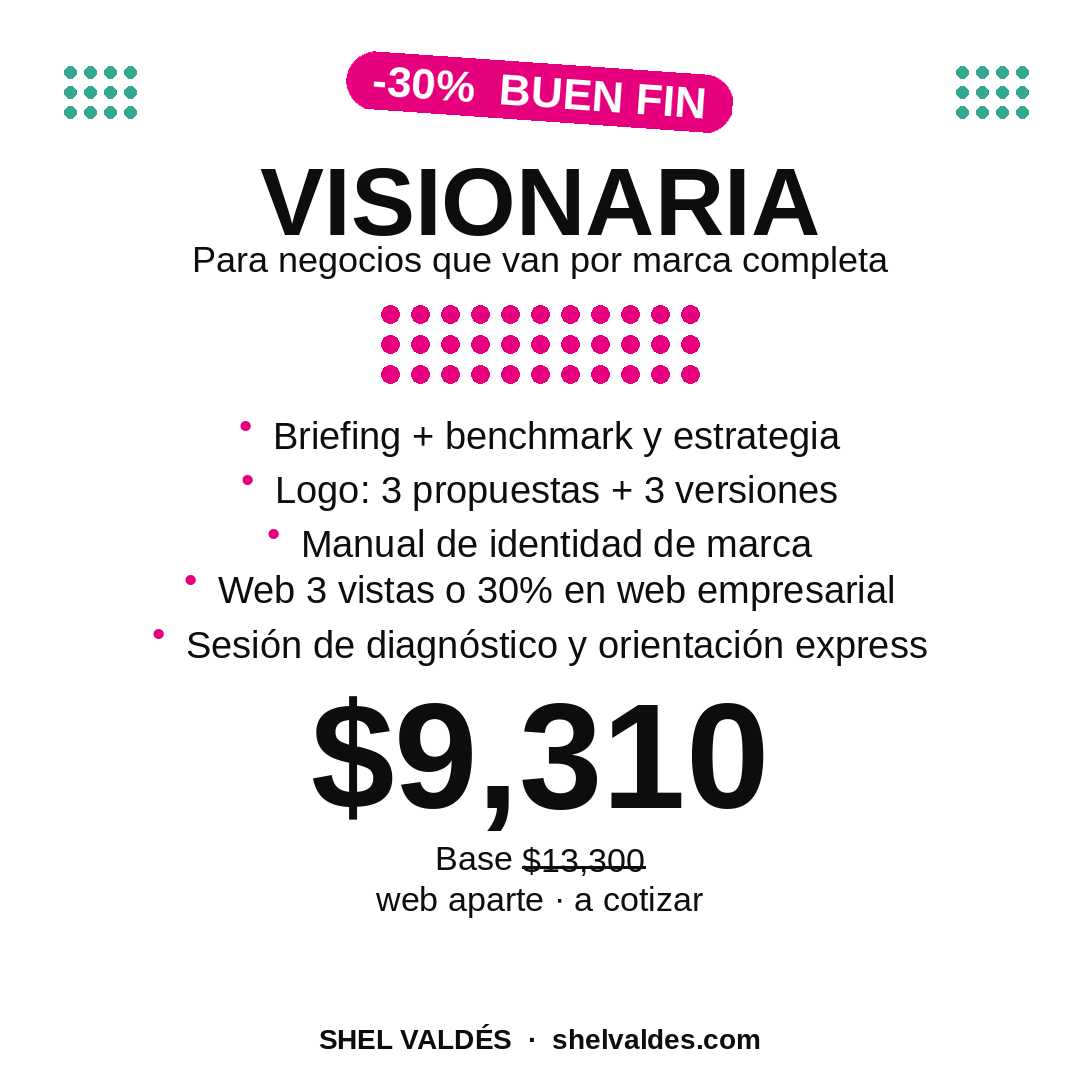 -30% BUEN FIN
VISIONARIA
Para negocios que van por marca completa
• Briefing + benchmark y estrategia
• Logo: 3 propuestas + 3 versiones
• Manual de identidad de marca
• Web 3 vistas o 30% en web empresarial
• Sesión de diagnóstico y orientación express
$9,310
Base $13,300
web aparte · a cotizar
SHEL VALDÉS · shelvaldes.com